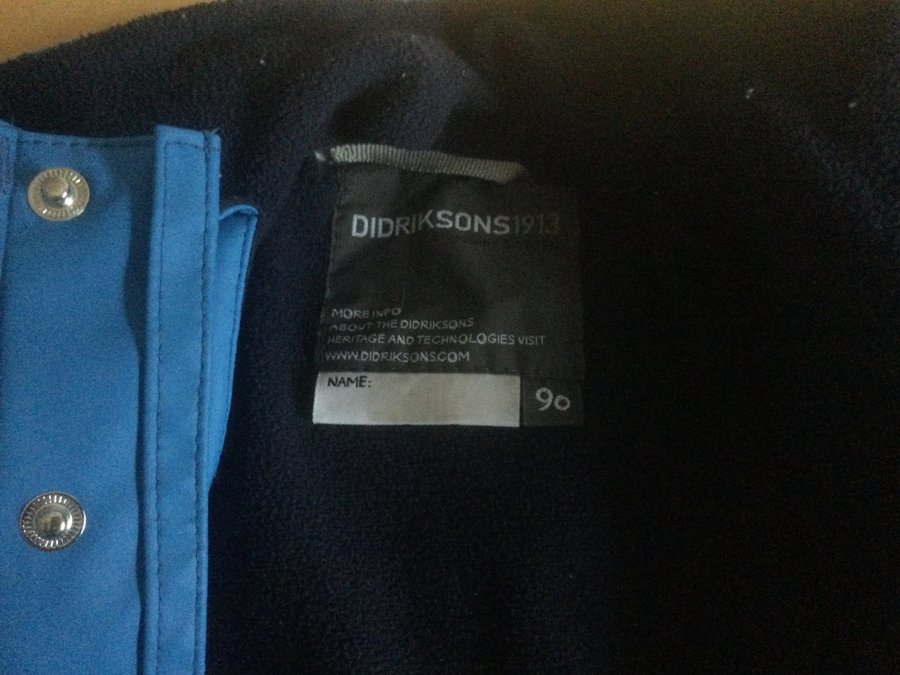 DIDRIKSONS1913
MORE INFO
ABOUT THE DIDRIKSONS
HERITAGE AND TECHNOLOGIES VISIT
WWW.DIDRIKSONS.COM
NAME:
90